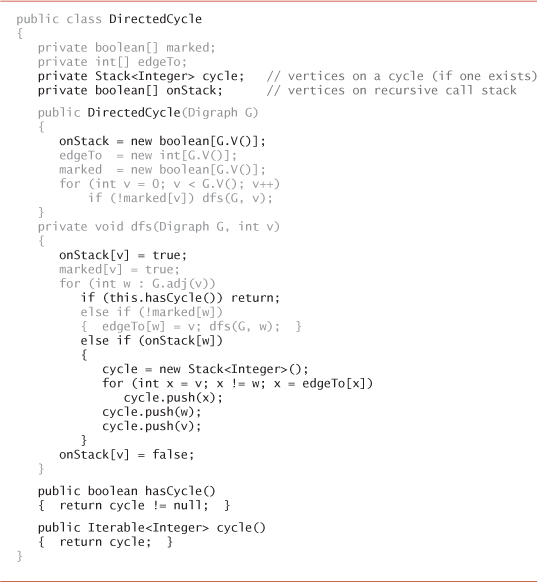 public class DirectedCycle
{
   private boolean[] marked;
   private int[] edgeTo;
   private Stack<Integer> cycle;   // vertices on a cycle (if one exists)
   private boolean[] onStack;      // vertices on recursive call stack
   public DirectedCycle(Digraph G)
   {
      onStack = new boolean[G.V()];
      edgeTo  = new int[G.V()];
      marked  = new boolean[G.V()];
      for (int v = 0; v < G.V(); v++)
          if (!marked[v]) dfs(G, v);
   }
   private void dfs(Digraph G, int v)
   {
      onStack[v] = true;
      marked[v] = true;
      for (int w : G.adj(v))
         if (this.hasCycle()) return;
         else if (!marked[w])
         {  edgeTo[w] = v; dfs(G, w);  }
         else if (onStack[w])
         {
            cycle = new Stack<Integer>();
            for (int x = v; x != w; x = edgeTo[x])
               cycle.push(x);
            cycle.push(w);
            cycle.push(v);
         }
      onStack[v] = false;
   }
   public boolean hasCycle()
   {  return cycle != null;  }
   public Iterable<Integer> cycle()
   {  return cycle;  }
}